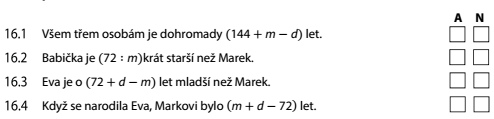 A N
16.1 Všem třem osobám je dohromady (144 + m − d) let.
16.2 Babička je (72 : m)krát starší než Marek.
16.3 Eva je o (72 + d − m) let mladší než Marek.
16.4 Když se narodila Eva, Markovi bylo (m + d − 72) let.